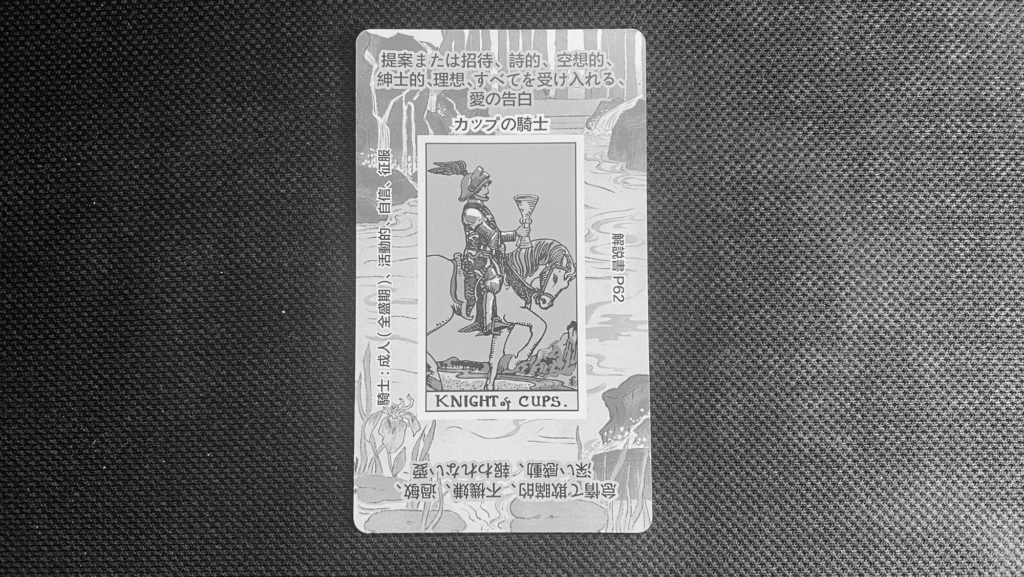 提案または招待、詩的、空想的、
紳士的、理想、すべてを受け入れる、
愛の告白
カップの騎士
騎士：成人（全盛期）、活動的、自信、征服
解説書 P62
KNIGHT of CUPS.
怠惰で欺瞞的、不機嫌、過敏、
深い感動、報われない愛